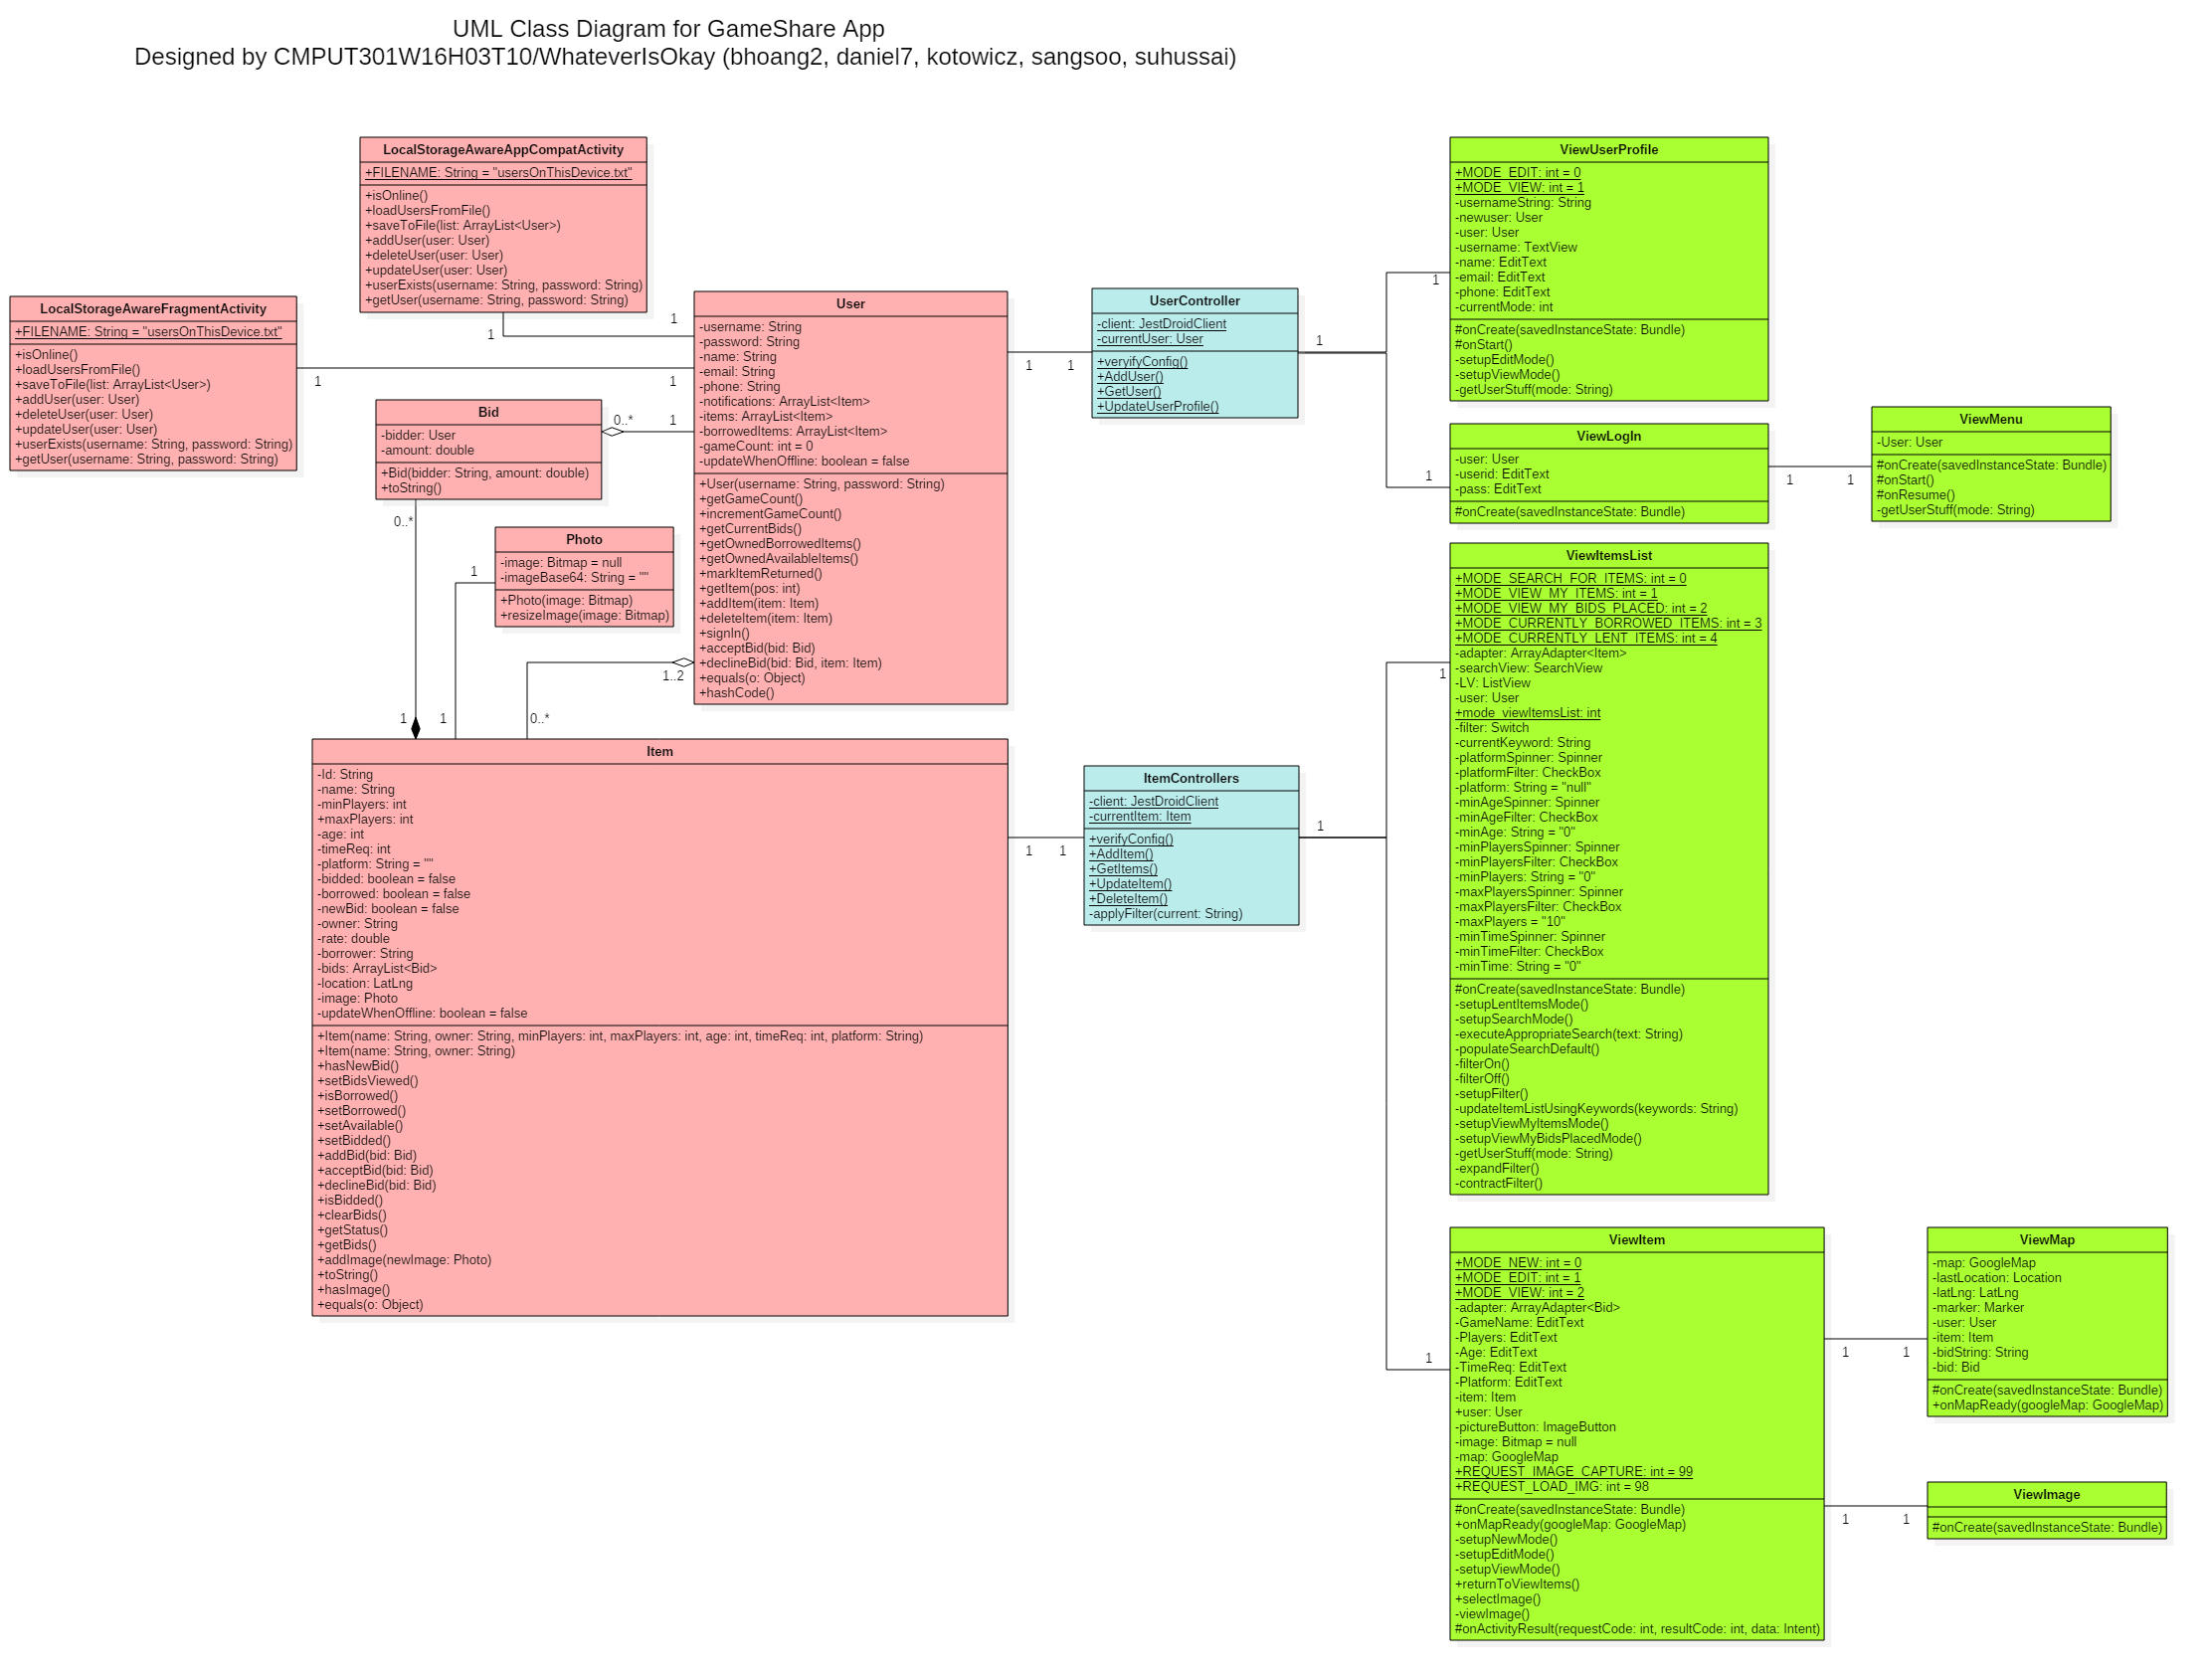 UML Class Diagram for GameShare App
Designed by CMPUT301W16H03T10/WhateverIsOkay (bhoang2, daniel7, kotowicz, sangsoo, suhussai)
LocalStorageAwareAppCompatActivity
+FILENAME: String = "usersOnThisDevice.txt"
+isOnline()
+loadUsersFromFile()
+saveToFile(list: ArrayList<User>)
+addUser(user: User)
+deleteUser(user: User)
+updateUser(user: User)
+userExists(username: String, password: String)
+getUser(username: String, password: String)
1
1
LocalStorageAwareFragmentActivity
+FILENAME: String = "usersOnThisDevice.txt"
+isOnline()
+loadUsersFromFile()
+saveToFile(list: ArrayList<User>)
+addUser(user: User)
+deleteUser(user: User)
+updateUser(user: User)
+userExists(username: String, password: String)
+getUser(username: String, password: String)
1
1
Bid
-bidder: User
-amount: double
+Bid(bidder: String, amount: double)
+toString()
0..*
1
0..*
1
Photo
-image: Bitmap = null
-imageBase64: String = ""
+Photo(image: Bitmap)
+resizeImage(image: Bitmap)
1
1
User
-username: String
-password: String
-name: String
-email: String
-phone: String
-notifications: ArrayList<Item>
-items: ArrayList<Item>
-borrowedItems: ArrayList<Item>
-gameCount: int = 0
-updateWhenOffline: boolean = false
+User(username: String, password: String)
+getGameCount()
+incrementGameCount()
+getCurrentBids()
+getOwnedBorrowedItems()
+getOwnedAvailableItems()
+markItemReturned()
+getItem(pos: int)
+addItem(item: Item)
+deleteItem(item: Item)
+signIn()
+acceptBid(bid: Bid)
+declineBid(bid: Bid, item: Item)
+equals(o: Object)
+hashCode()
1..2
0..*
1
1
UserController
-client: JestDroidClient
-currentUser: User
+veryifyConfig()
+AddUser()
+GetUser()
+UpdateUserProfile()
1
1
1
ViewUserProfile
+MODE_EDIT: int = 0
+MODE_VIEW: int = 1
-usernameString: String
-newuser: User
-user: User
-username: TextView
-name: EditText
-email: EditText
-phone: EditText
-currentMode: int
#onCreate(savedInstanceState: Bundle)
#onStart()
-setupEditMode()
-setupViewMode()
-getUserStuff(mode: String)
ViewLogIn
-user: User
-userid: EditText
-pass: EditText
#onCreate(savedInstanceState: Bundle)
1
1
ViewMenu
-User: User
#onCreate(savedInstanceState: Bundle)
#onStart()
#onResume()
-getUserStuff(mode: String)
Item
-Id: String
-name: String
-minPlayers: int
+maxPlayers: int
-age: int
-timeReq: int
-platform: String = ""
-bidded: boolean = false
-borrowed: boolean = false
-newBid: boolean = false
-owner: String
-rate: double
-borrower: String
-bids: ArrayList<Bid>
-location: LatLng
-image: Photo
-updateWhenOffline: boolean = false
+Item(name: String, owner: String, minPlayers: int, maxPlayers: int, age: int, timeReq: int, platform: String)
+Item(name: String, owner: String)
+hasNewBid()
+setBidsViewed()
+isBorrowed()
+setBorrowed()
+setAvailable()
+setBidded()
+addBid(bid: Bid)
+acceptBid(bid: Bid)
+declineBid(bid: Bid)
+isBidded()
+clearBids()
+getStatus()
+getBids()
+addImage(newImage: Photo)
+toString()
+hasImage()
+equals(o: Object)
1
1
ItemControllers
-client: JestDroidClient
-currentItem: Item
+verifyConfig()
+AddItem()
+GetItems()
+UpdateItem()
+DeleteItem()
-applyFilter(current: String)
1
1
1
ViewItemsList
+MODE_SEARCH_FOR_ITEMS: int = 0
+MODE_VIEW_MY_ITEMS: int = 1
+MODE_VIEW_MY_BIDS_PLACED: int = 2
+MODE_CURRENTLY_BORROWED_ITEMS: int = 3
+MODE_CURRENTLY_LENT_ITEMS: int = 4
-adapter: ArrayAdapter<Item>
-searchView: SearchView
-LV: ListView
-user: User
+mode_viewItemsList: int
-filter: Switch
-currentKeyword: String
-platformSpinner: Spinner
-platformFilter: CheckBox
-platform: String = "null"
-minAgeSpinner: Spinner
-minAgeFilter: CheckBox
-minAge: String = "0"
-minPlayersSpinner: Spinner
-minPlayersFilter: CheckBox
-minPlayers: String = "0"
-maxPlayersSpinner: Spinner
-maxPlayersFilter: CheckBox
-maxPlayers = "10"
-minTimeSpinner: Spinner
-minTimeFilter: CheckBox
-minTime: String = "0"
#onCreate(savedInstanceState: Bundle)
-setupLentItemsMode()
-setupSearchMode()
-executeAppropriateSearch(text: String)
-populateSearchDefault()
-filterOn()
-filterOff()
-setupFilter()
-updateItemListUsingKeywords(keywords: String)
-setupViewMyItemsMode()
-setupViewMyBidsPlacedMode()
-getUserStuff(mode: String)
-expandFilter()
-contractFilter()
ViewItem
+MODE_NEW: int = 0
+MODE_EDIT: int = 1
+MODE_VIEW: int = 2
-adapter: ArrayAdapter<Bid>
-GameName: EditText
-Players: EditText
-Age: EditText
-TimeReq: EditText
-Platform: EditText
-item: Item
+user: User
-pictureButton: ImageButton
-image: Bitmap = null
-map: GoogleMap
+REQUEST_IMAGE_CAPTURE: int = 99
+REQUEST_LOAD_IMG: int = 98
#onCreate(savedInstanceState: Bundle)
+onMapReady(googleMap: GoogleMap)
-setupNewMode()
-setupEditMode()
-setupViewMode()
+returnToViewItems()
+selectImage()
-viewImage()
#onActivityResult(requestCode: int, resultCode: int, data: Intent)
1
1
ViewMap
-map: GoogleMap
-lastLocation: Location
-latLng: LatLng
-marker: Marker
-user: User
-item: Item
-bidString: String
-bid: Bid
#onCreate(savedInstanceState: Bundle)
+onMapReady(googleMap: GoogleMap)
1
1
ViewImage
#onCreate(savedInstanceState: Bundle)